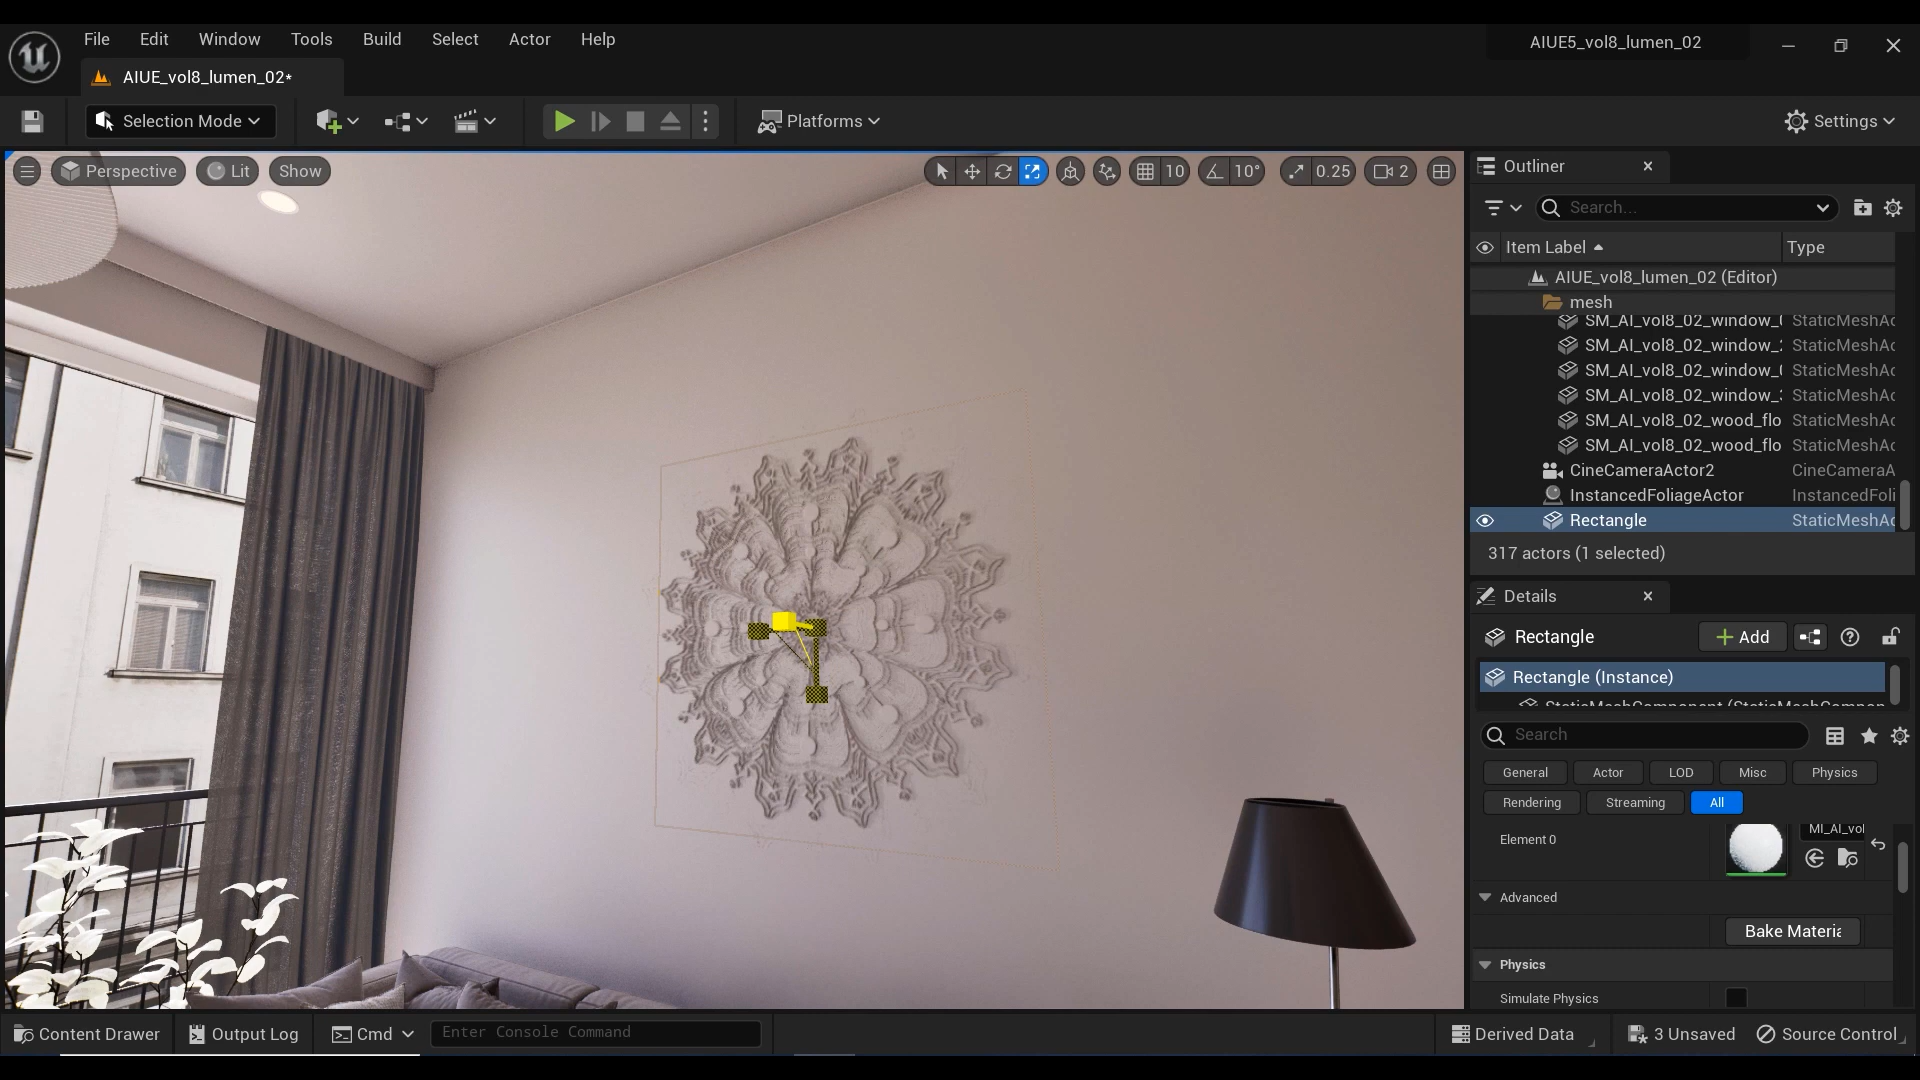 File Edit Window Tools Build Select Actor Help
AIUE5_vol8_lumen_02
AIUE_vol8_lumen_02*
Selection Mode
Platforms
Settings
Perspective Lit Show
10 10° 0.25 2
Outliner
Search...
Item Label Type
AIUE_vol8_lumen_02 (Editor)
mesh
SM_AI_vol8_02_window_ StaticMeshAc
SM_AI_vol8_02_window_ StaticMeshAc
SM_AI_vol8_02_window_ StaticMeshAc
SM_AI_vol8_02_window_ StaticMeshAc
SM_AI_vol8_02_wood_flo StaticMeshAc
SM_AI_vol8_02_wood_flo StaticMeshAc
CineCameraActor2 CineCameraA
InstancedFoliageActor InstancedFoli
Rectangle StaticMeshAc
317 actors (1 selected)
Details
Rectangle
Add
Rectangle (Instance)
StaticMeshComponent (StaticMeshCompon
Search
General Actor LOD Misc Physics
Rendering Streaming All
MI_AI_vol
Element 0
Advanced
Bake Materia
Physics
Simulate Physics
Content Drawer Output Log Cmd Enter Console Command Derived Data 3 Unsaved Source Control